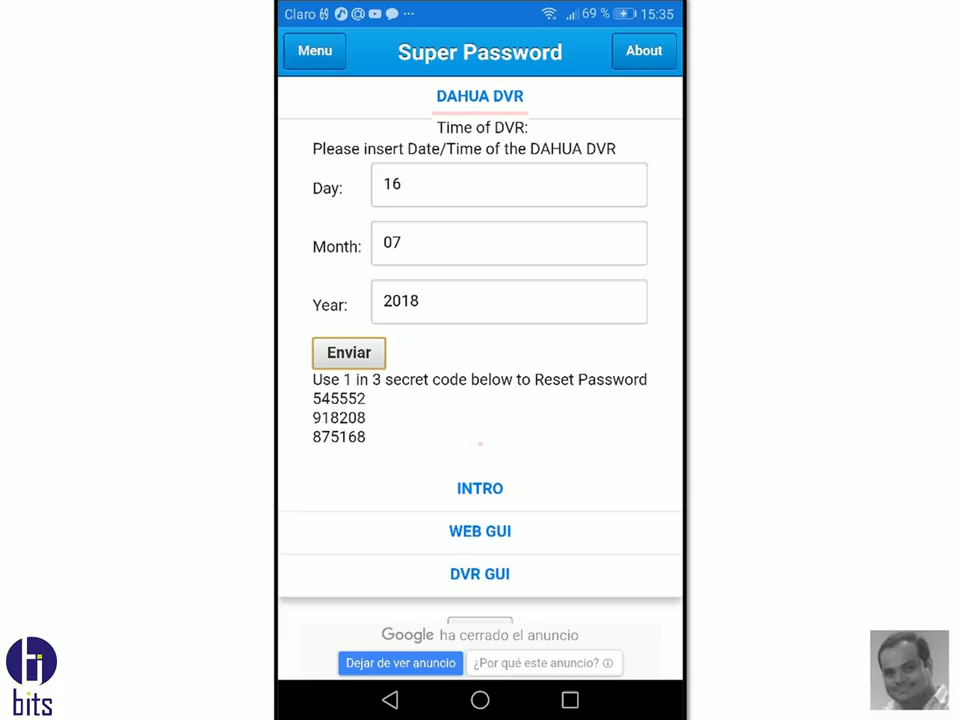 Claro 69 % 15:35
Menu Super Password About
DAHUA DVR
Time of DVR:
Please insert Date/Time of the DAHUA DVR
Day: 16
Month: 07
Year: 2018
Enviar
Use 1 in 3 secret code below to Reset Password
545552
918208
875168
INTRO
WEB GUI
DVR GUI
Google ha cerrado el anuncio
Dejar de ver anuncio ¿Por qué este anuncio?
hi
bits